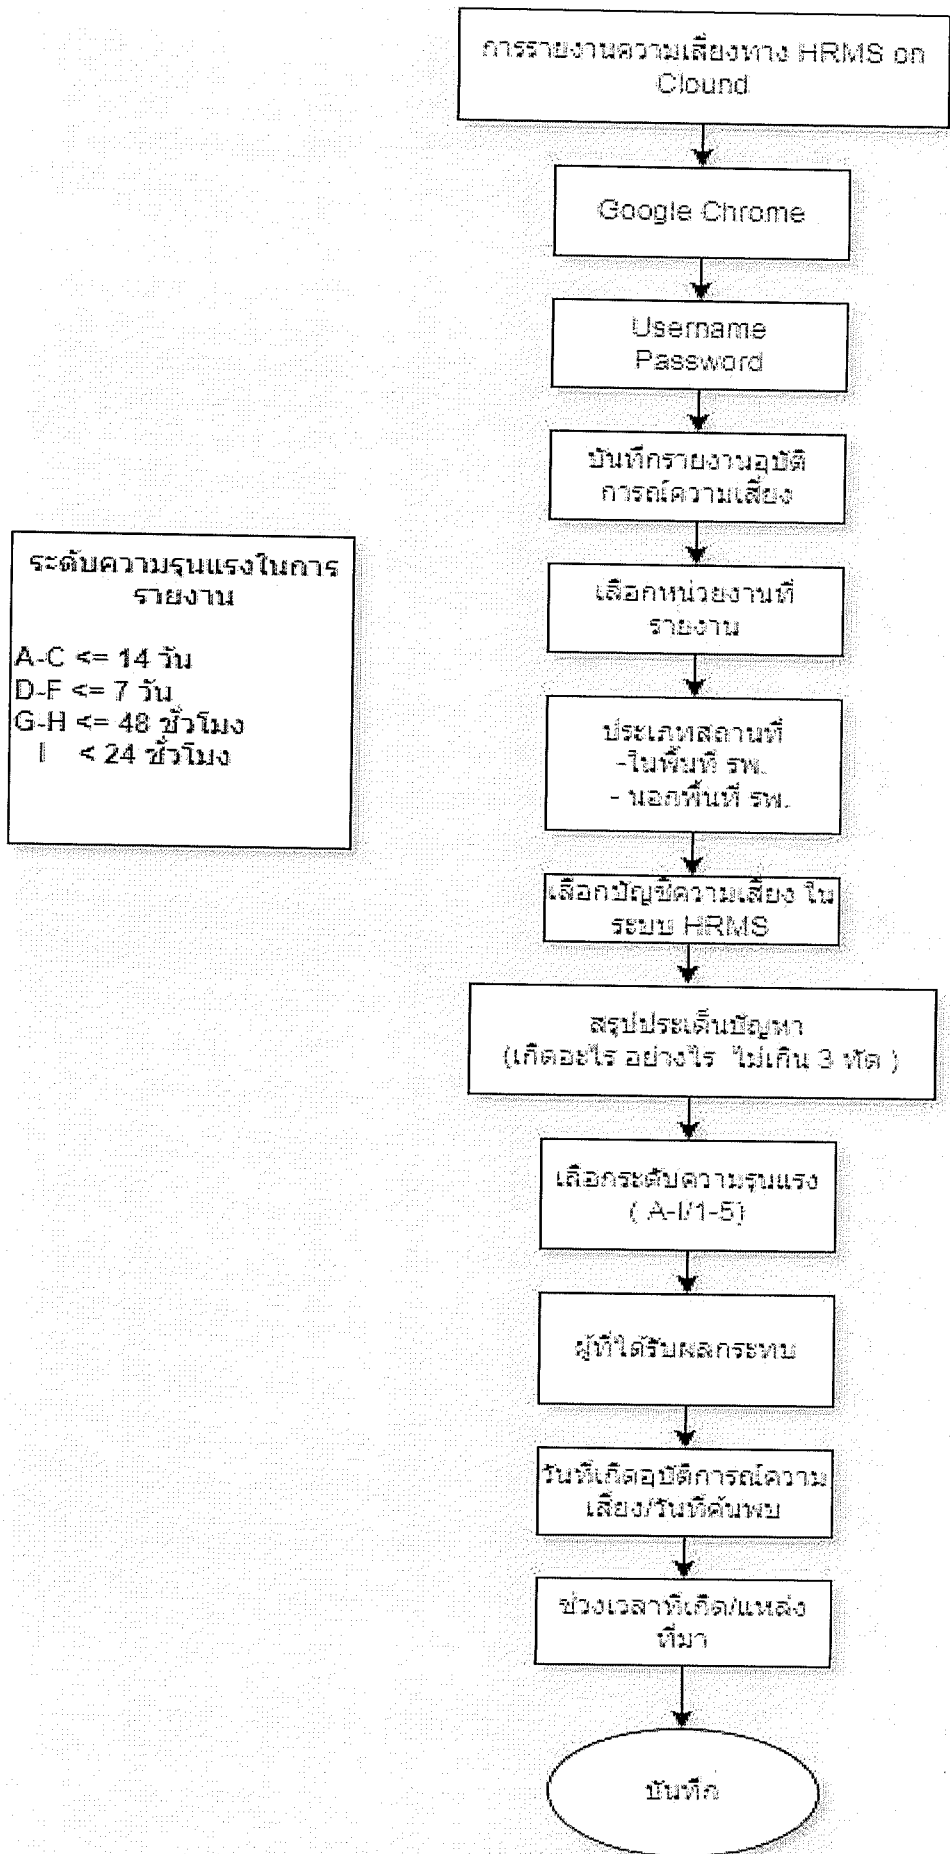 การรายงานความเสี่ยงทาง HRMS on
Clound
Google Chrome
Username
Password
บันทึกรายงานอุบัติ
การณ์ความเสี่ยง
เลือกหน่วยงานที่
รายงาน
ประเภทสถานที่
-ในพื้นที่ รพ.
- นอกพื้นที่ รพ.
เลือกบัญชีความเสี่ยง ใน
ระบบ HRMS
สรุปประเด็นปัญหา
(เกิดอะไร อย่างไร ไม่เกิน 3 ทัด )
เลือกระดับความรุนแรง
( A-I/1-5)
ผู้ที่ได้รับผลกระทบ
วันที่เกิดอุบัติการณ์ความ
เสี่ยง/วันที่ค้นพบ
ช่วงเวลาที่เกิด/แหล่ง
ที่มา
บันทึก
ระดับความรุนแรงในการ
รายงาน
A-C <= 14 วัน
D-F <= 7 วัน
G-H <= 48 ชั่วโมง
I < 24 ชั่วโมง